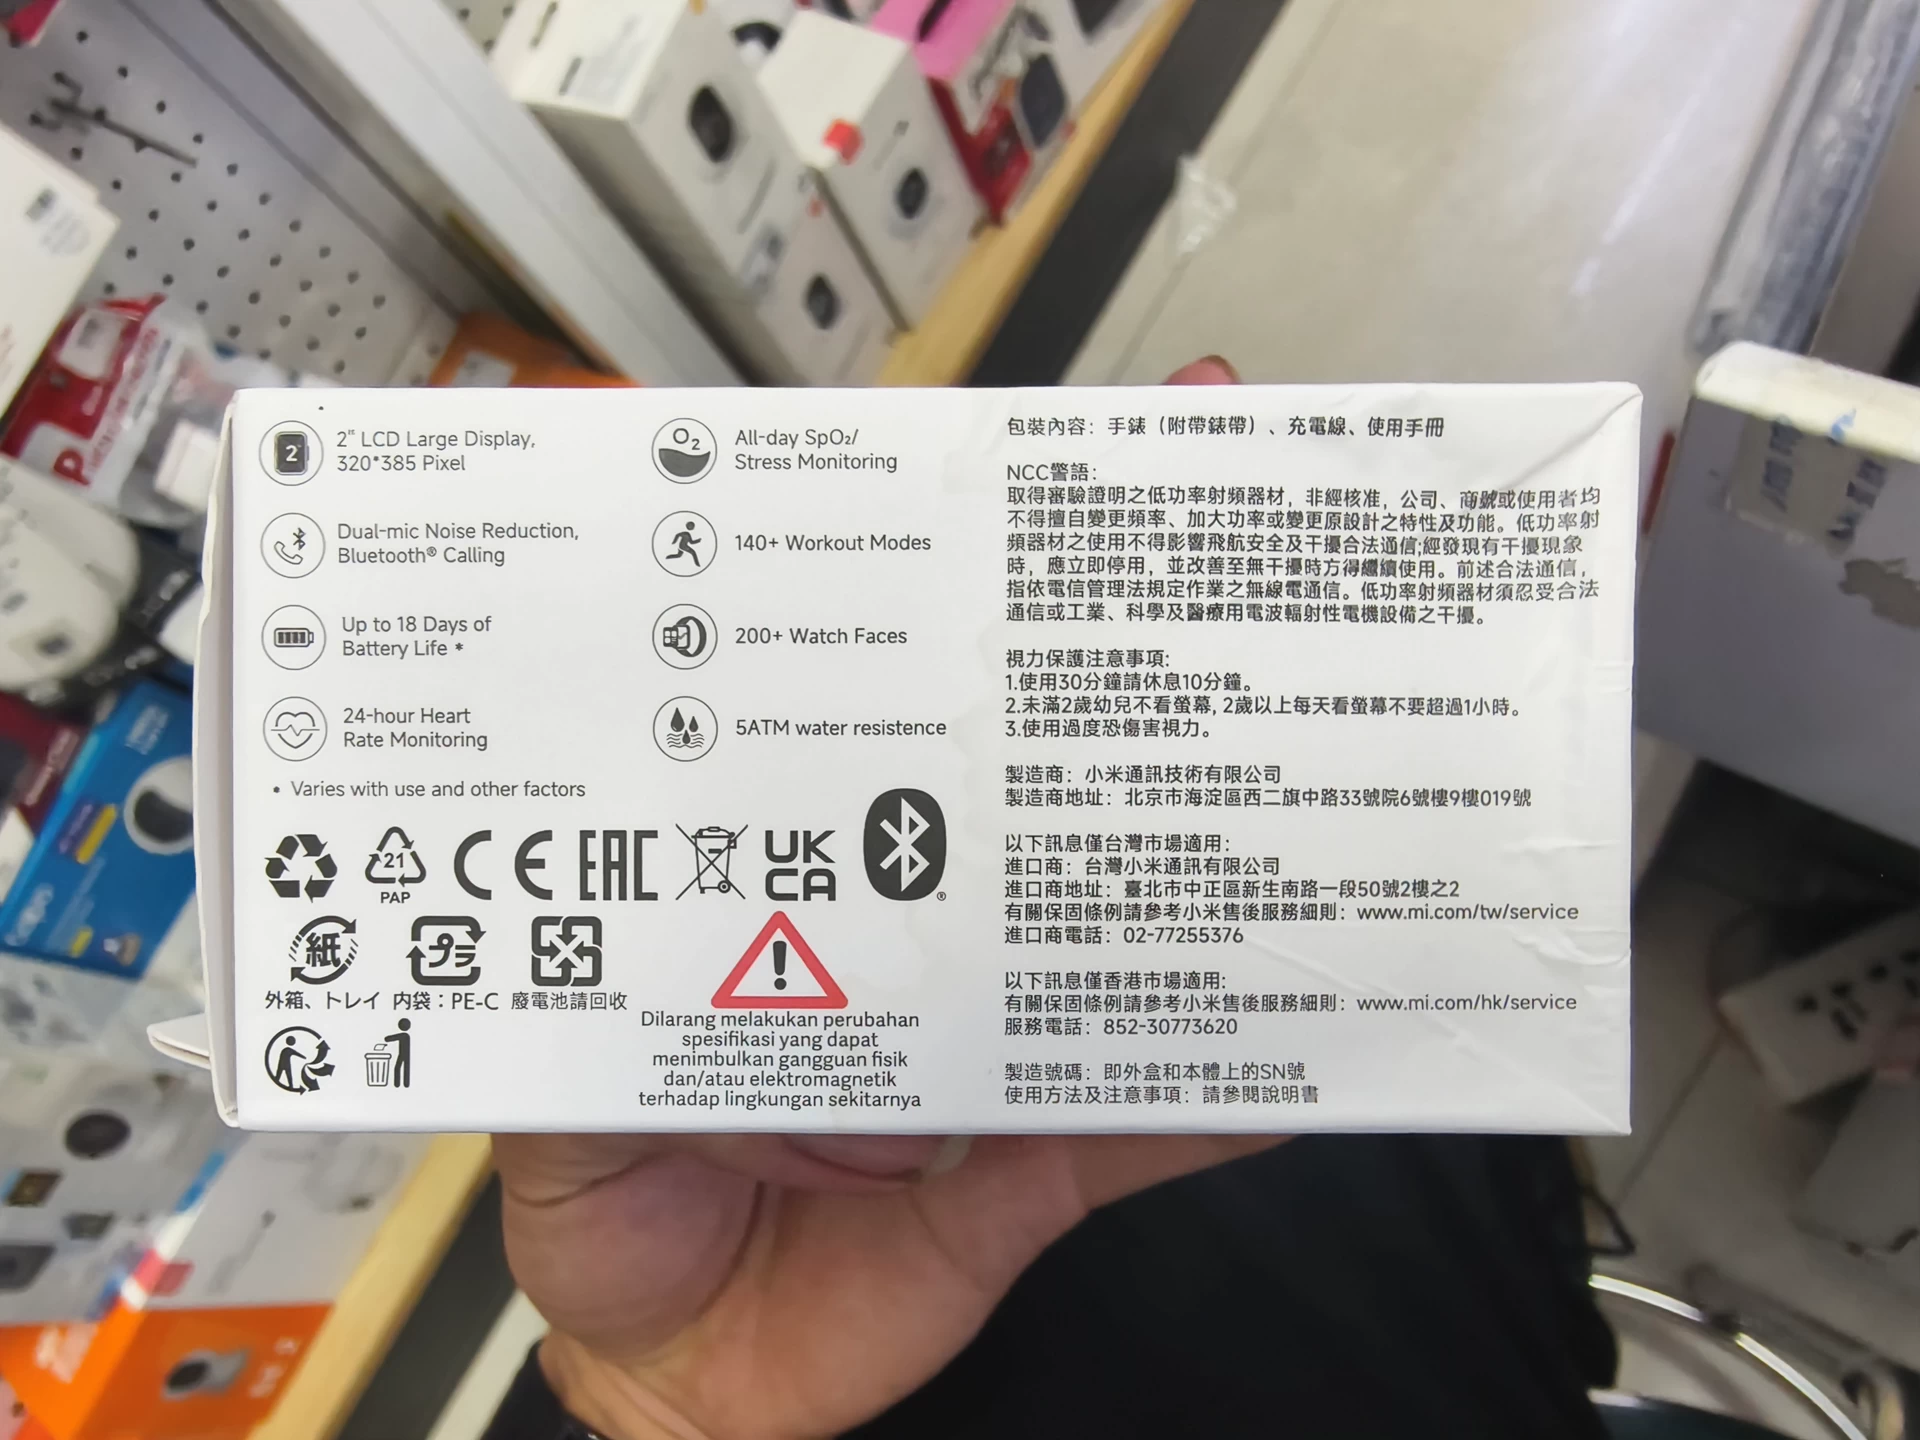 2
2" LCD Large Display,
320*385 Pixel
Dual-mic Noise Reduction,
Bluetooth® Calling
Up to 18 Days of
Battery Life *
24-hour Heart
Rate Monitoring
O2
All-day SpO₂/
Stress Monitoring
140+ Workout Modes
200+ Watch Faces
5ATM water resistence
• Varies with use and other factors
21
PAP
CE
EAC
UK
CA
®
紙
プラ
外箱、トレイ 内袋：PE-C 廢電池請回收
Dilarang melakukan perubahan
spesifikasi yang dapat
menimbulkan gangguan fisik
dan/atau elektromagnetik
terhadap lingkungan sekitarnya
包裝內容：手錶（附帶錶帶）、充電線、使用手冊
NCC警語：
取得審驗證明之低功率射頻器材，非經核准，公司、商號或使用者均
不得擅自變更頻率、加大功率或變更原設計之特性及功能。低功率射
頻器材之使用不得影響飛航安全及干擾合法通信;經發現有干擾現象
時，應立即停用，並改善至無干擾時方得繼續使用。前述合法通信，
指依電信管理法規定作業之無線電通信。低功率射頻器材須忍受合法
通信或工業、科學及醫療用電波輻射性電機設備之干擾。
視力保護注意事項:
1.使用30分鐘請休息10分鐘。
2.未滿2歲幼兒不看螢幕, 2歲以上每天看螢幕不要超過1小時。
3.使用過度恐傷害視力。
製造商：小米通訊技術有限公司
製造商地址：北京市海淀區西二旗中路33號院6號樓9樓019號
以下訊息僅台灣市場適用：
進口商：台灣小米通訊有限公司
進口商地址：臺北市中正區新生南路一段50號2樓之2
有關保固條例請參考小米售後服務細則：www.mi.com/tw/service
進口商電話：02-77255376
以下訊息僅香港市場適用：
有關保固條例請參考小米售後服務細則：www.mi.com/hk/service
服務電話：852-30773620
製造號碼：即外盒和本體上的SN號
使用方法及注意事項：請參閱說明書